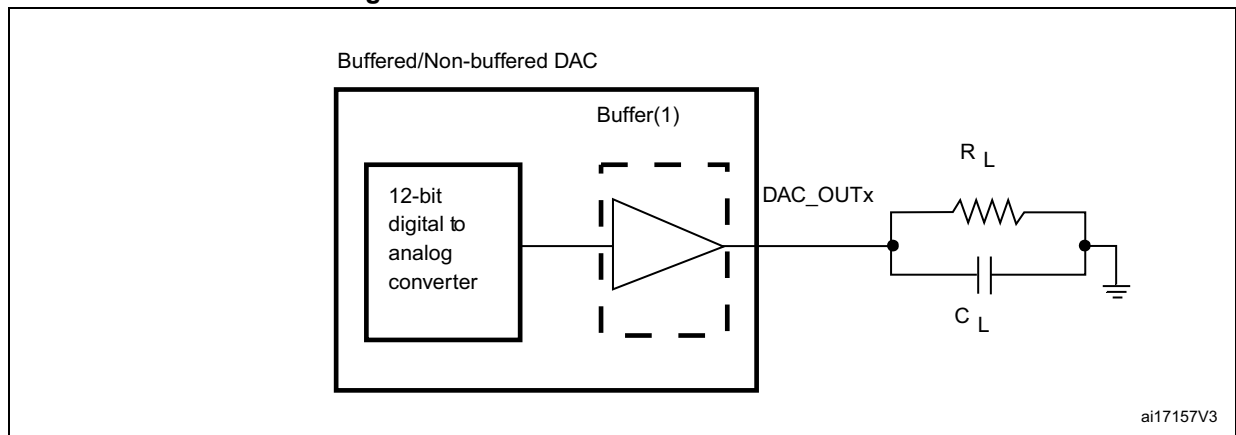 Buffered/Non-buffered DAC
Buffer(1)
12-bit
digital to
analog
converter
DAC_OUTx
R L
C L
ai17157V3